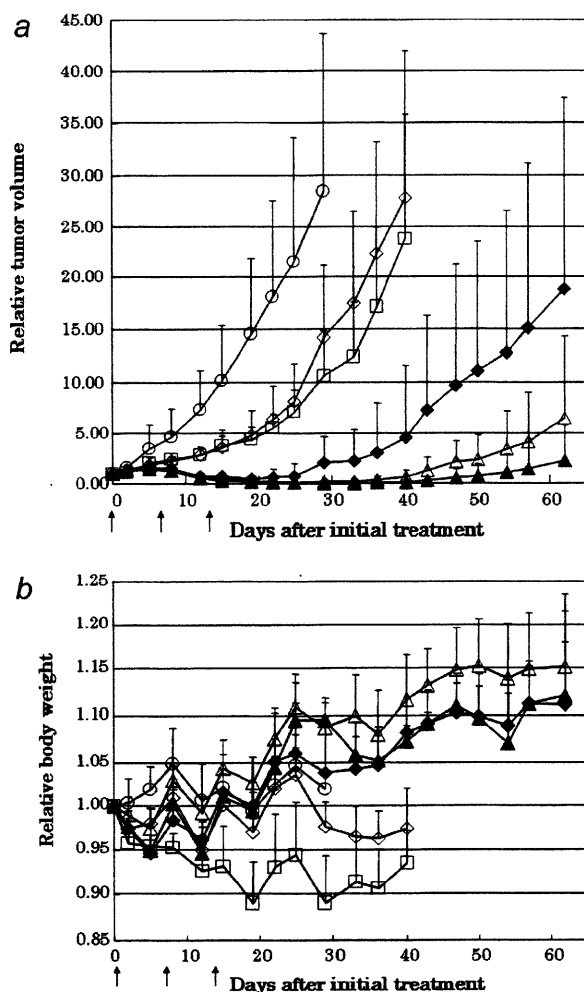 a
Relative tumor volume
45.00
40.00
35.00
30.00
25.00
20.00
15.00
10.00
5.00
0.00
0 10 20 30 40 50 60
Days after initial treatment
b
Relative body weight
1.25
1.20
1.15
1.10
1.05
1.00
0.95
0.90
0.85
0 10 20 30 40 50 60
Days after initial treatment